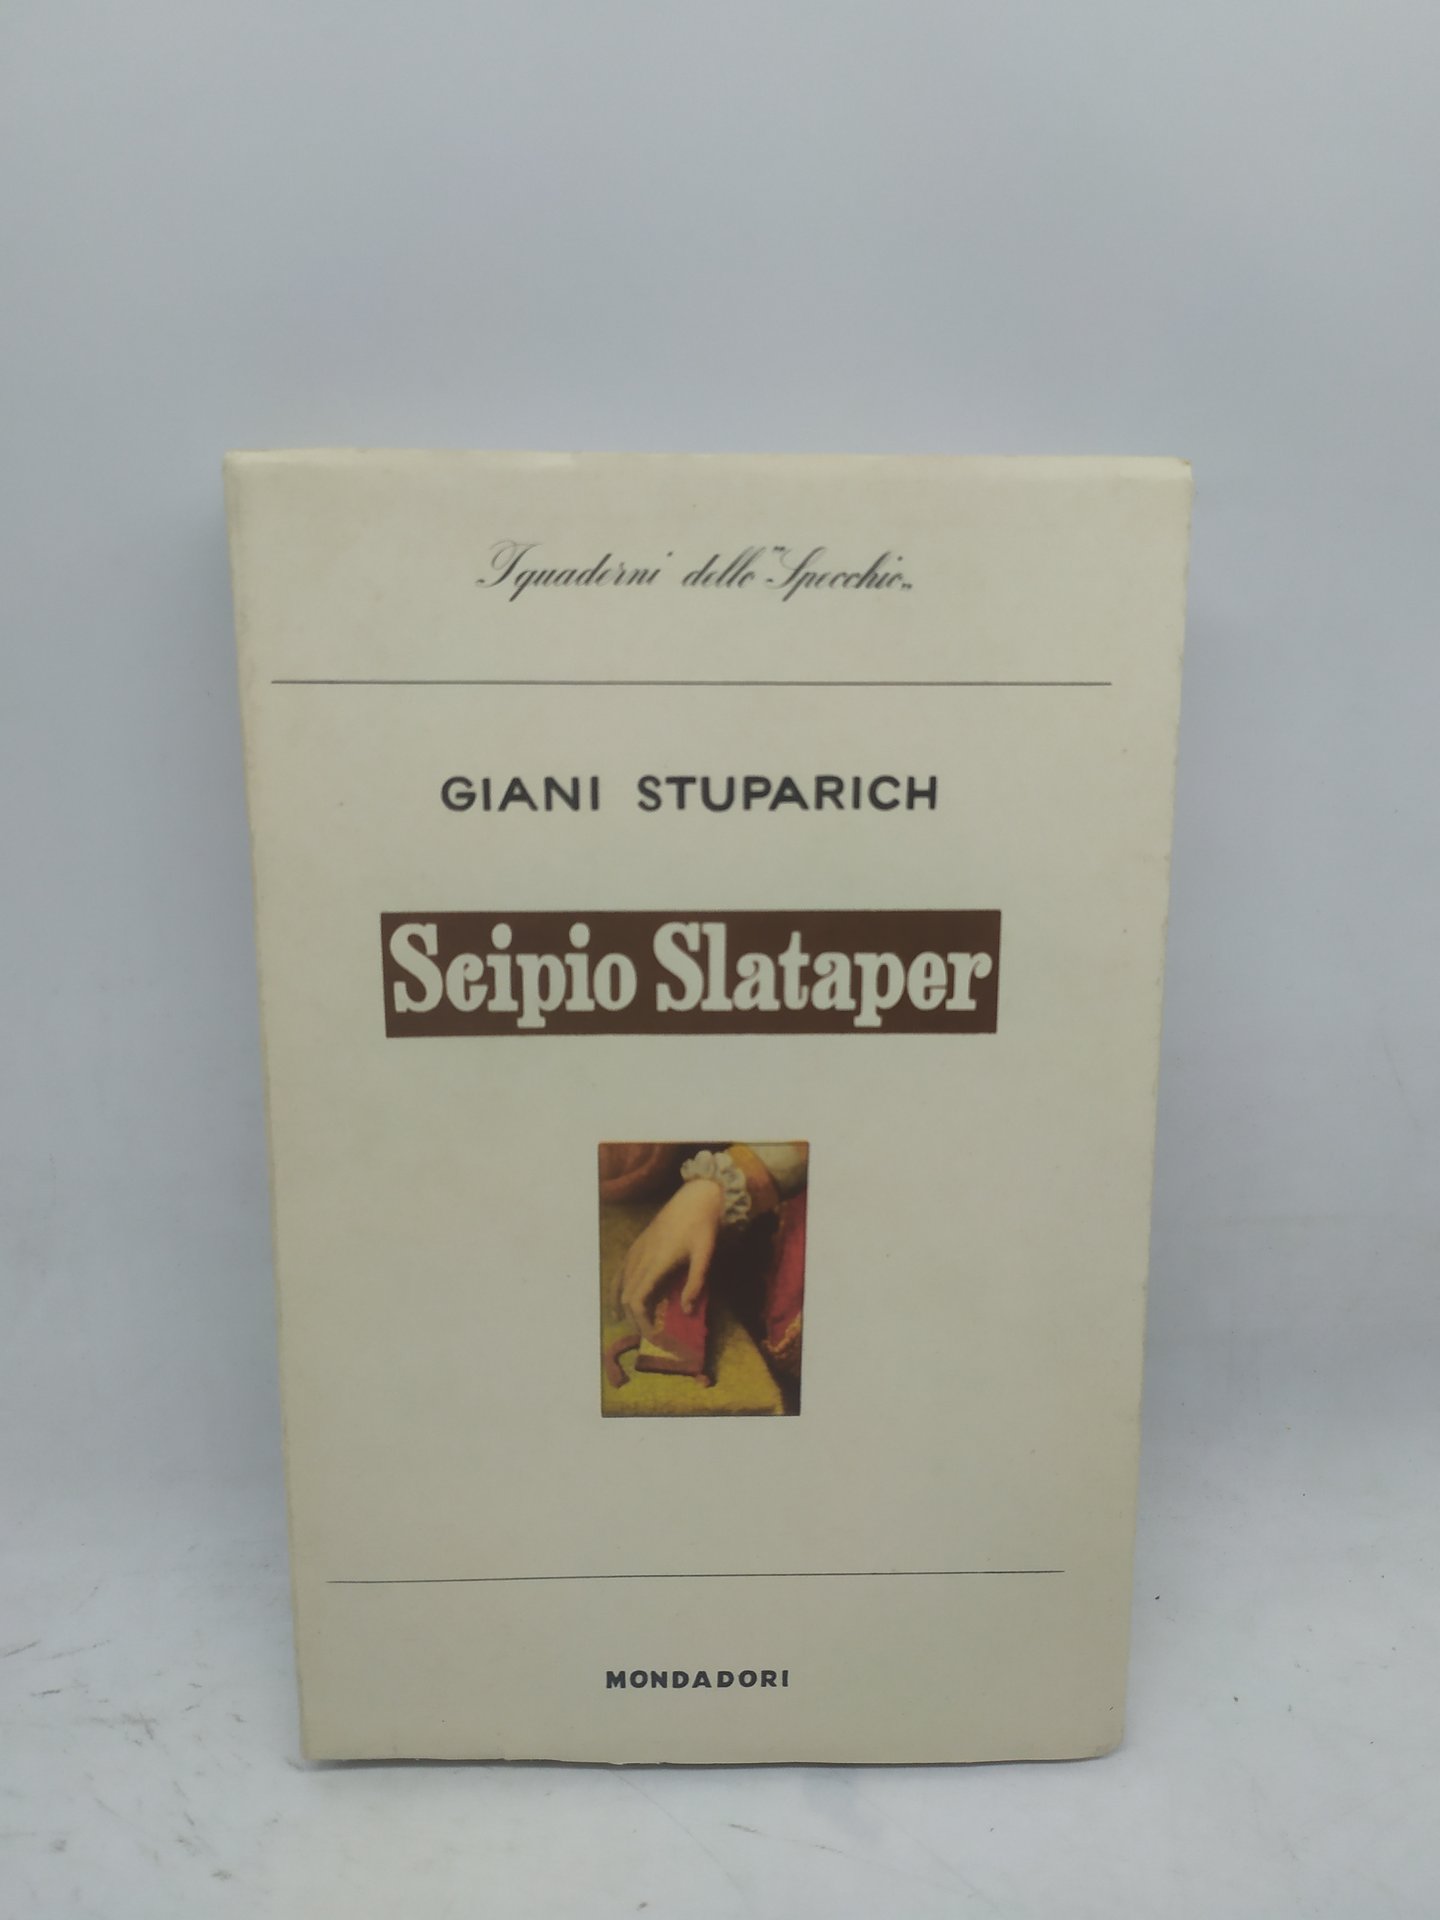 I quaderni dello "Specchio„
GIANI STUPARICH
Scipio Slataper
MONDADORI